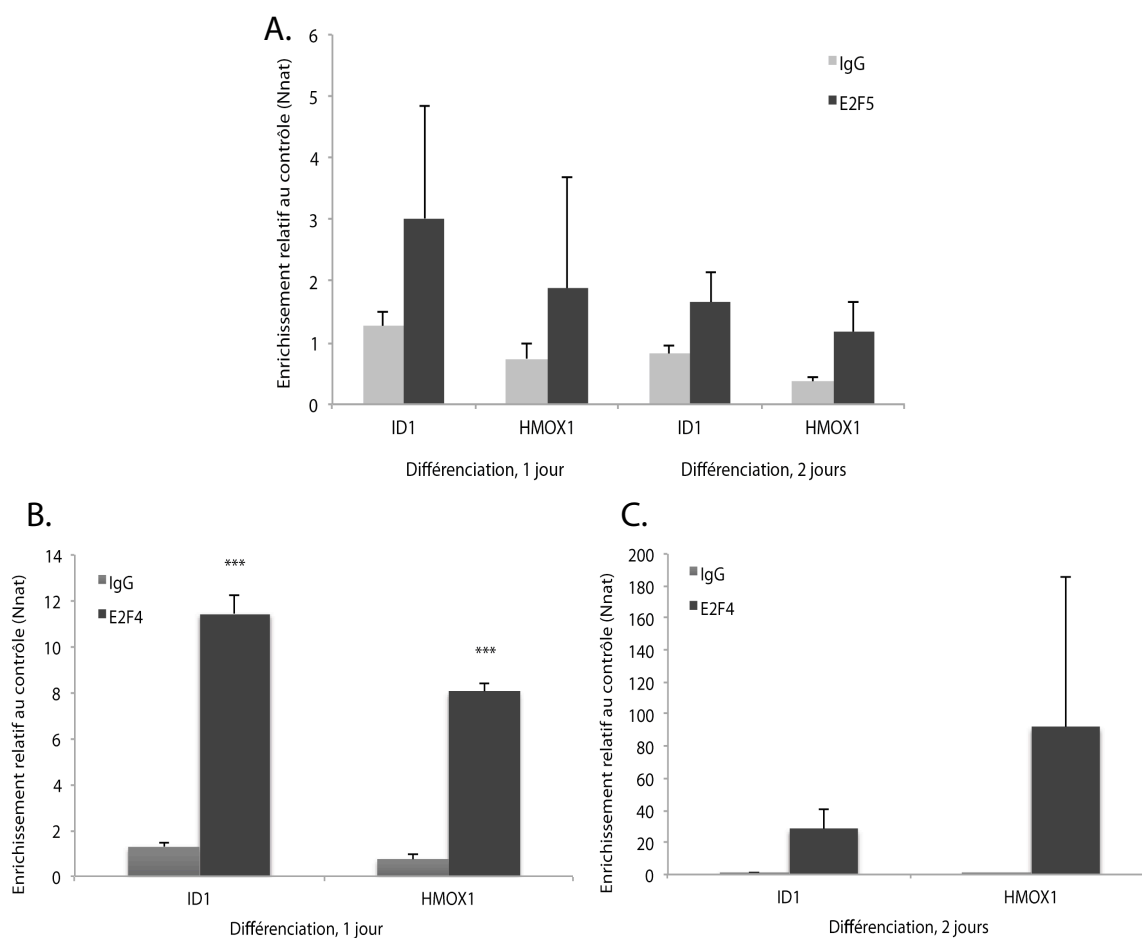 A.
Enrichissement relatif au contrôle (Nnat)
6
5
4
3
2
1
0
IgG
E2F5
ID1 HMOX1 ID1 HMOX1
Différenciation, 1 jour Différenciation, 2 jours
B.
Enrichissement relatif au contrôle (Nnat)
14
12
10
8
6
4
2
0
IgG
E2F4
***
***
ID1 HMOX1
Différenciation, 1 jour
C.
Enrichissement relatif au contrôle (Nnat)
200
180
160
140
120
100
80
60
40
20
0
IgG
E2F4
ID1 HMOX1
Différenciation, 2 jours